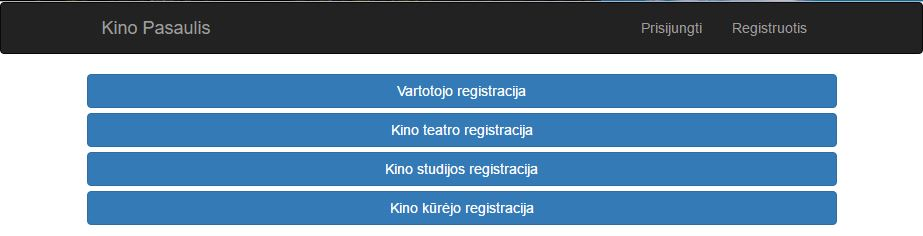 Kino Pasaulis Prisijungti Registruotis
Vartotojo registracija
Kino teatro registracija
Kino studijos registracija
Kino kūrėjo registracija